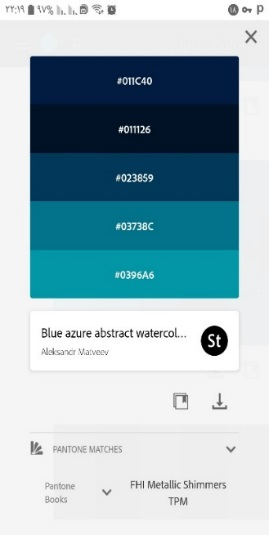 ۲۲:۱۹ ۹۷%
#011C40
#011126
#023859
#03738C
#0396A6
Blue azure abstract watercol...
Aleksandr Matveev
St
PANTONE MATCHES
Pantone
Books
FHI Metallic Shimmers
TPM